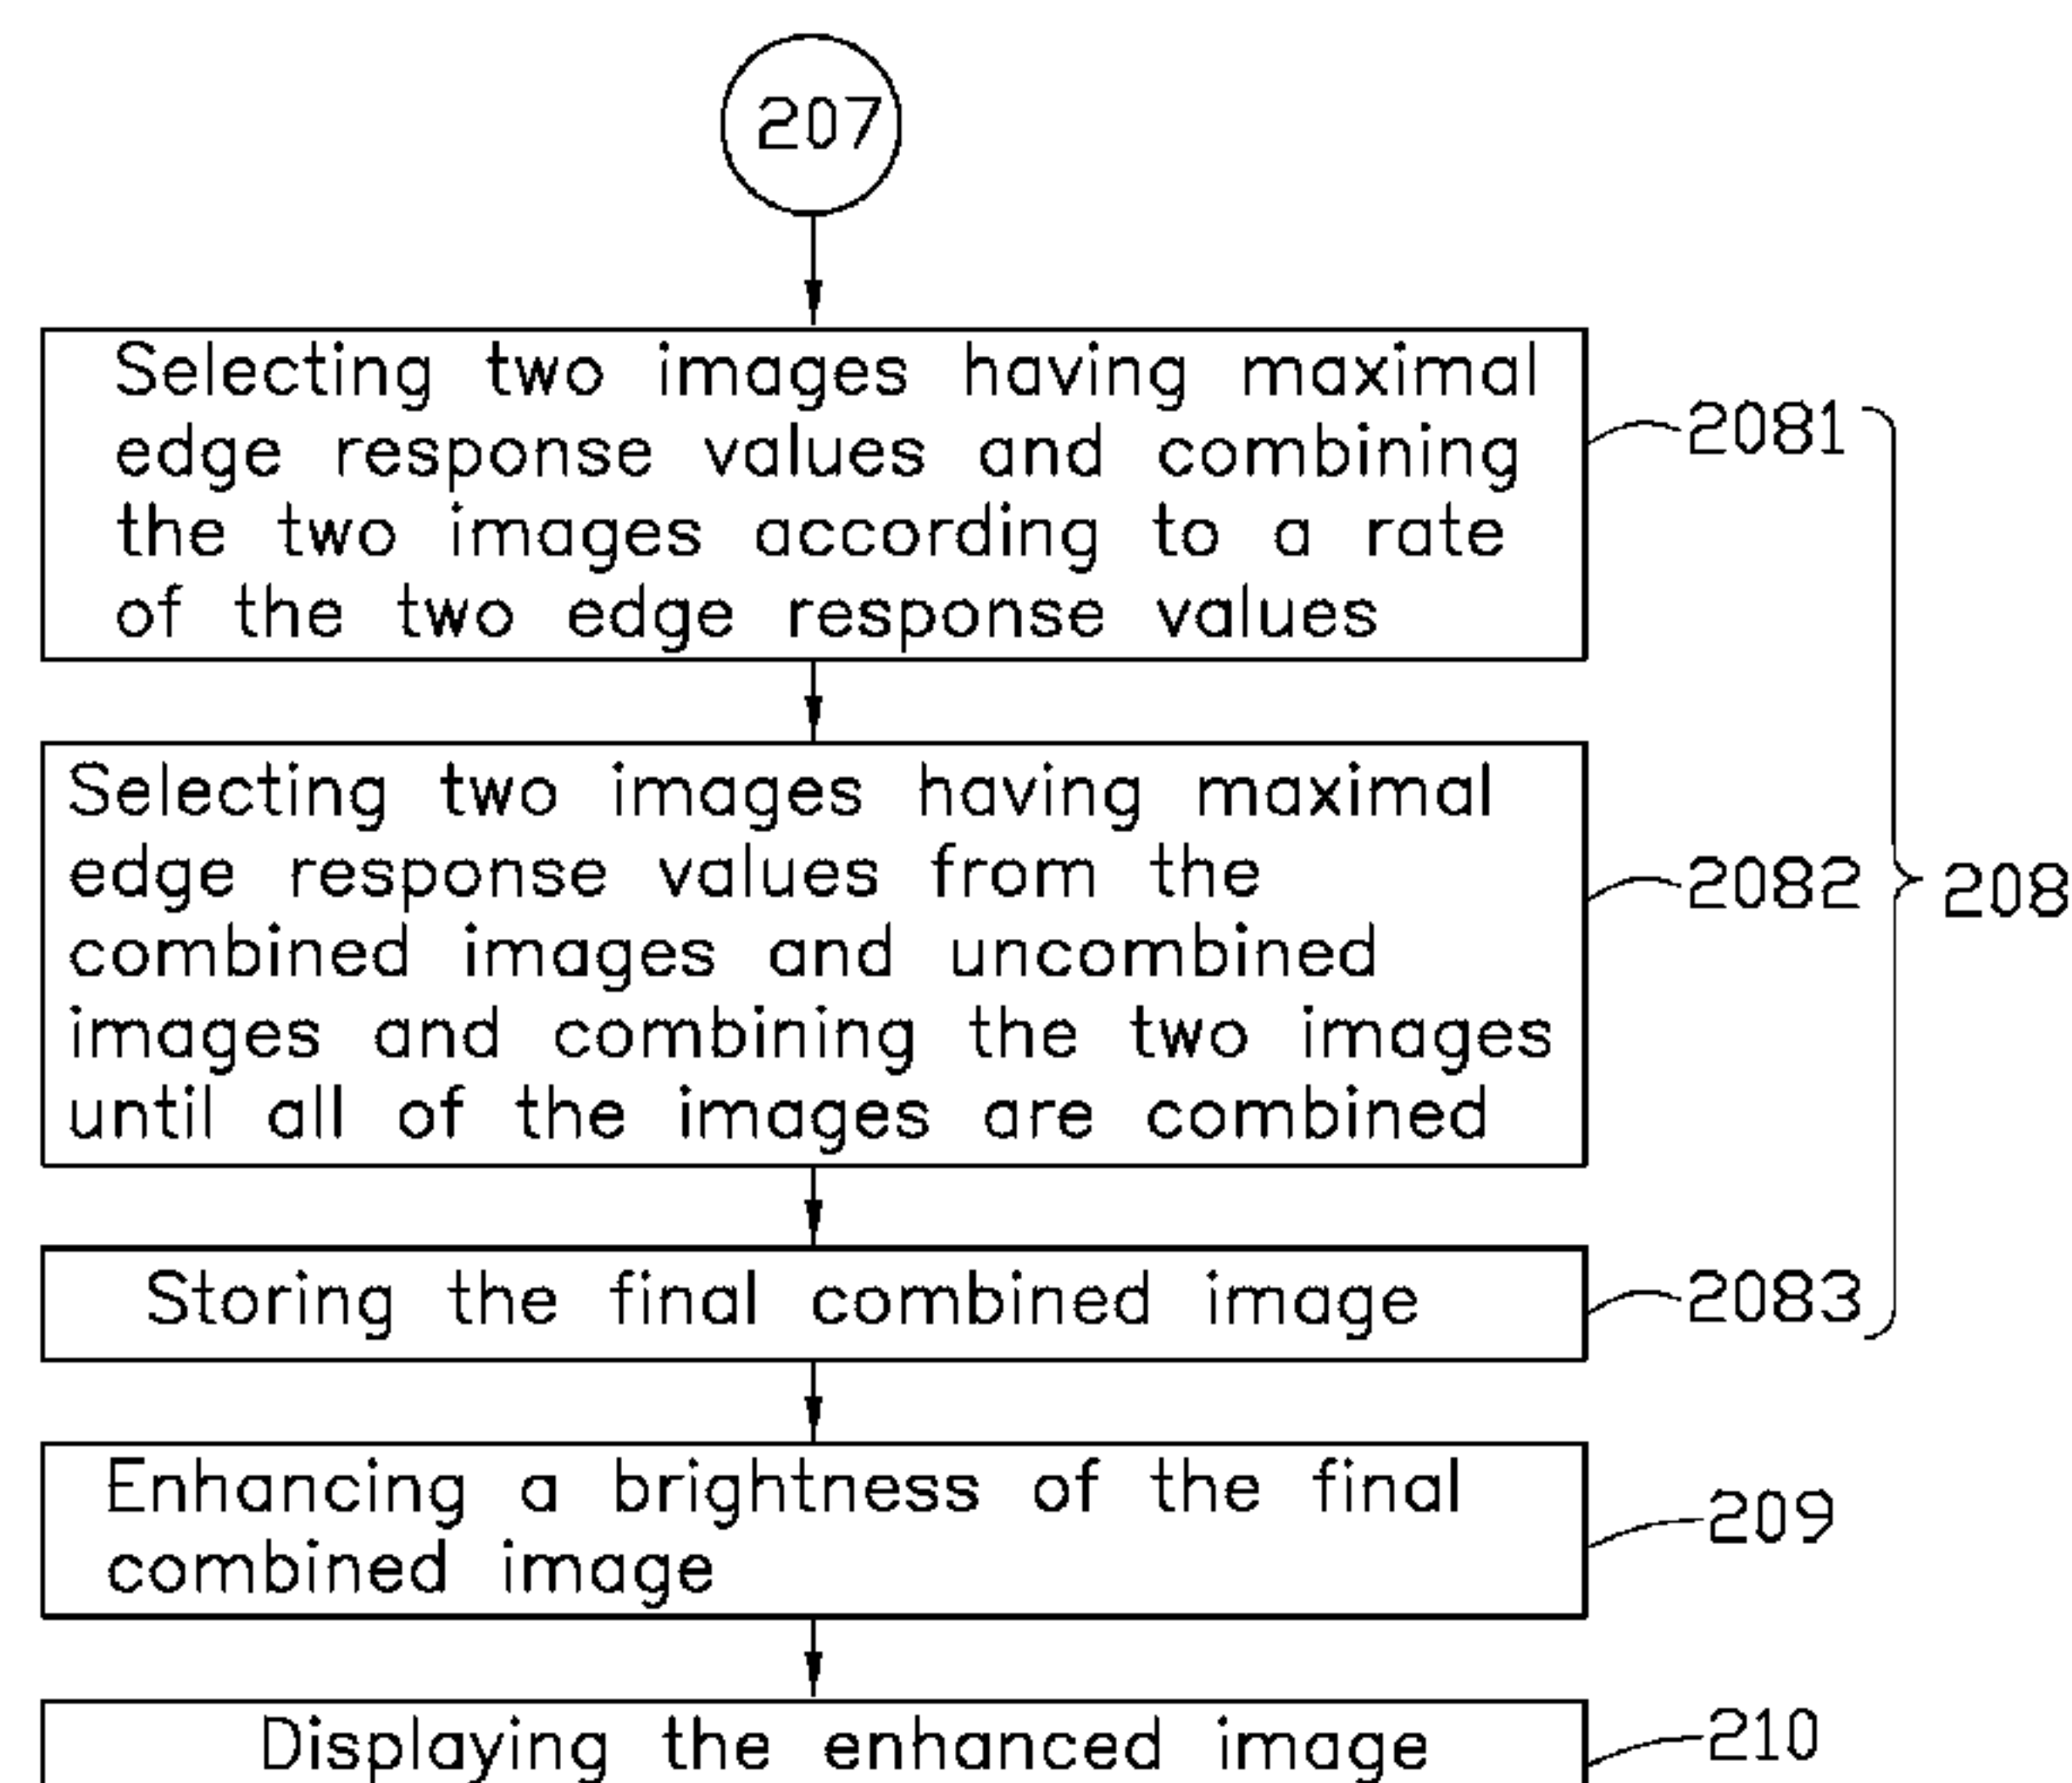 207
Selecting two images having maximal
edge response values and combining
the two images according to a rate
of the two edge response values
2081
Selecting two images having maximal
edge response values from the
combined images and uncombined
images and combining the two images
until all of the images are combined
2082
208
Storing the final combined image
2083
Enhancing a brightness of the final
combined image
209
Displaying the enhanced image
210